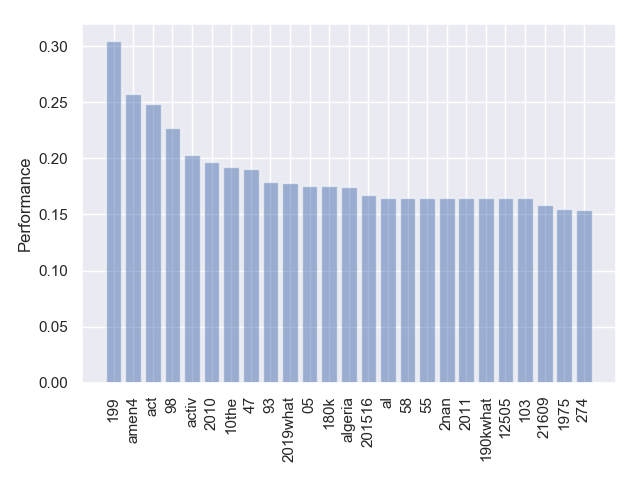 0.30
0.25
0.20
0.15
0.10
0.05
0.00
Performance
199
amen4
act
98
activ
2010
10the
47
93
2019what
05
180k
algeria
201516
al
58
55
2nan
2011
190kwhat
12505
103
21609
1975
274